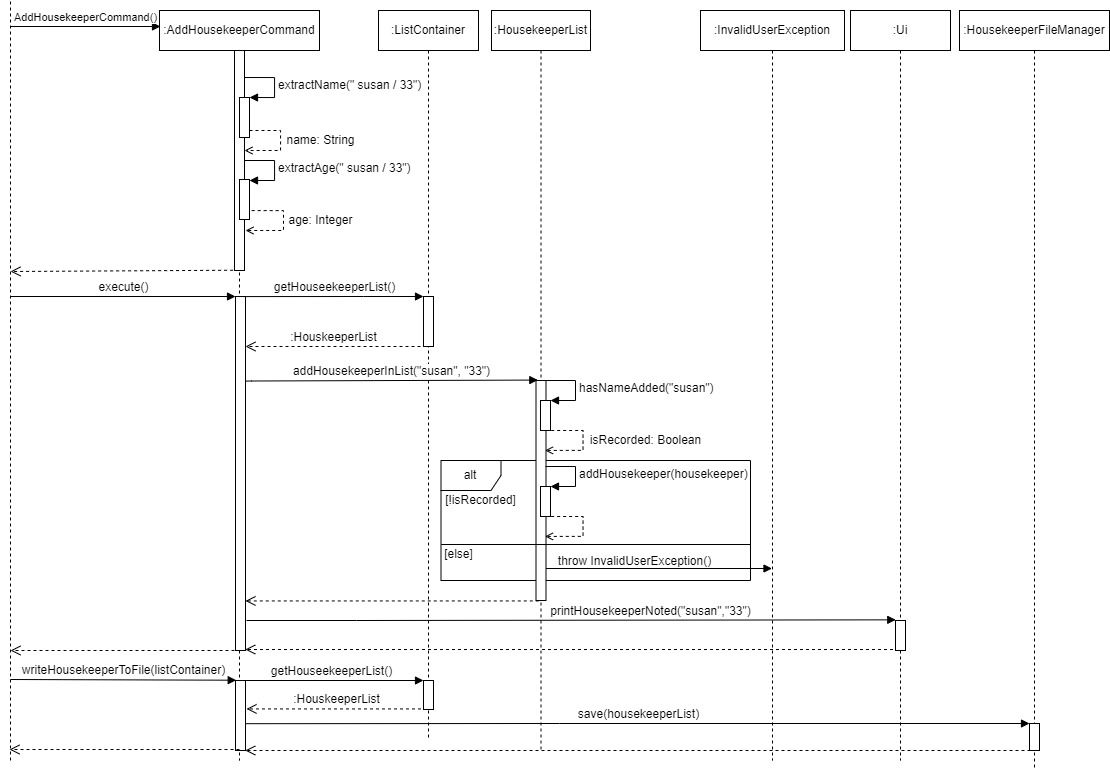 AddHousekeeperCommand()
:AddHousekeeperCommand
:ListContainer
:HousekeeperList
:InvalidUserException
:Ui
:HousekeeperFileManager
extractName(" susan / 33")
name: String
extractAge(" susan / 33")
age: Integer
execute()
getHouseekeeperList()
:HouskeeperList
addHousekeeperInList("susan", "33")
hasNameAdded("susan")
isRecorded: Boolean
alt
addHousekeeper(housekeeper)
[!isRecorded]
[else]
throw InvalidUserException()
printHousekeeperNoted("susan","33")
writeHousekeeperToFile(listContainer)
getHouseekeeperList()
:HouskeeperList
save(housekeeperList)